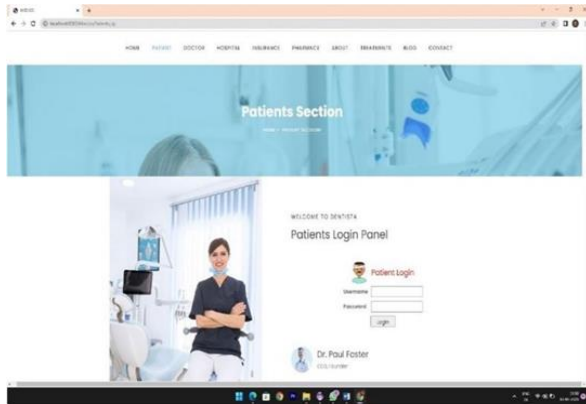 HOME PATIENT DOCTOR HOSPITAL INSURANCE PHARMACY ABOUT TREATMENTS BLOG CONTACT
Patients Section
WELCOME TO DENTISTA
Patients Login Panel
Patient Login
Username
Password
Login
Dr. Paul Foster